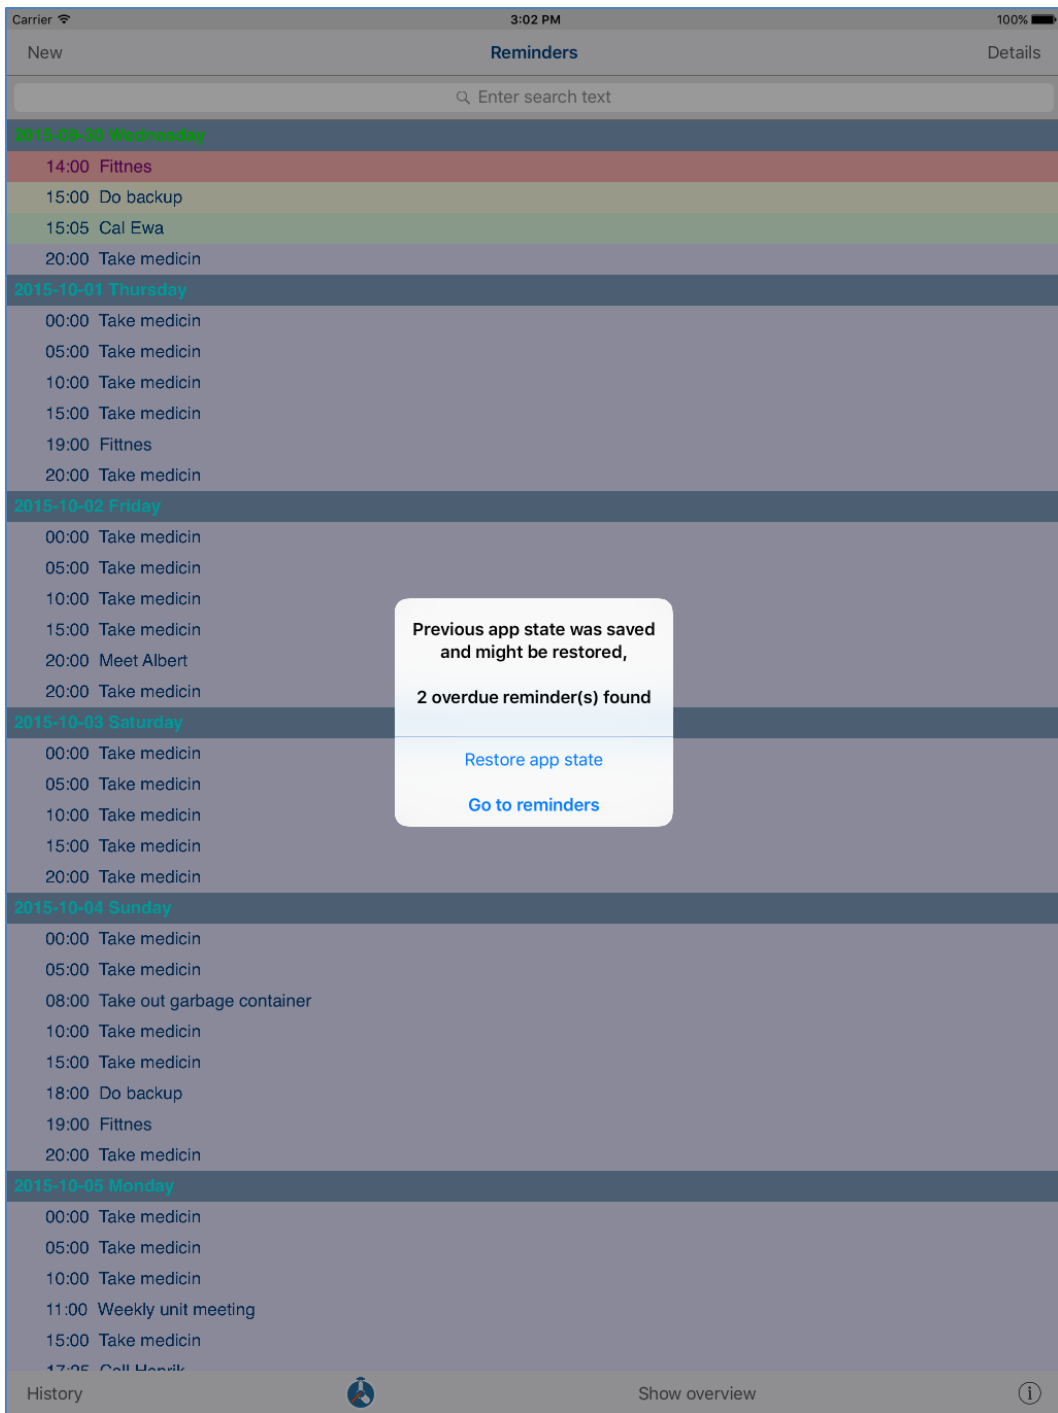 Carrier
3:02 PM
100%
New
Reminders
Details
Enter search text
2015-09-30 Wednesday
14:00 Fittnes
15:00 Do backup
15:05 Cal Ewa
20:00 Take medicin
2015-10-01 Thursday
00:00 Take medicin
05:00 Take medicin
10:00 Take medicin
15:00 Take medicin
19:00 Fittnes
20:00 Take medicin
2015-10-02 Friday
00:00 Take medicin
05:00 Take medicin
10:00 Take medicin
15:00 Take medicin
20:00 Meet Albert
20:00 Take medicin
2015-10-03 Saturday
00:00 Take medicin
05:00 Take medicin
10:00 Take medicin
15:00 Take medicin
20:00 Take medicin
2015-10-04 Sunday
00:00 Take medicin
05:00 Take medicin
08:00 Take out garbage container
10:00 Take medicin
15:00 Take medicin
18:00 Do backup
19:00 Fittnes
20:00 Take medicin
2015-10-05 Monday
00:00 Take medicin
05:00 Take medicin
10:00 Take medicin
11:00 Weekly unit meeting
15:00 Take medicin
17:25 Call Henrik
Previous app state was saved
and might be restored,
2 overdue reminder(s) found
Restore app state
Go to reminders
History
Show overview